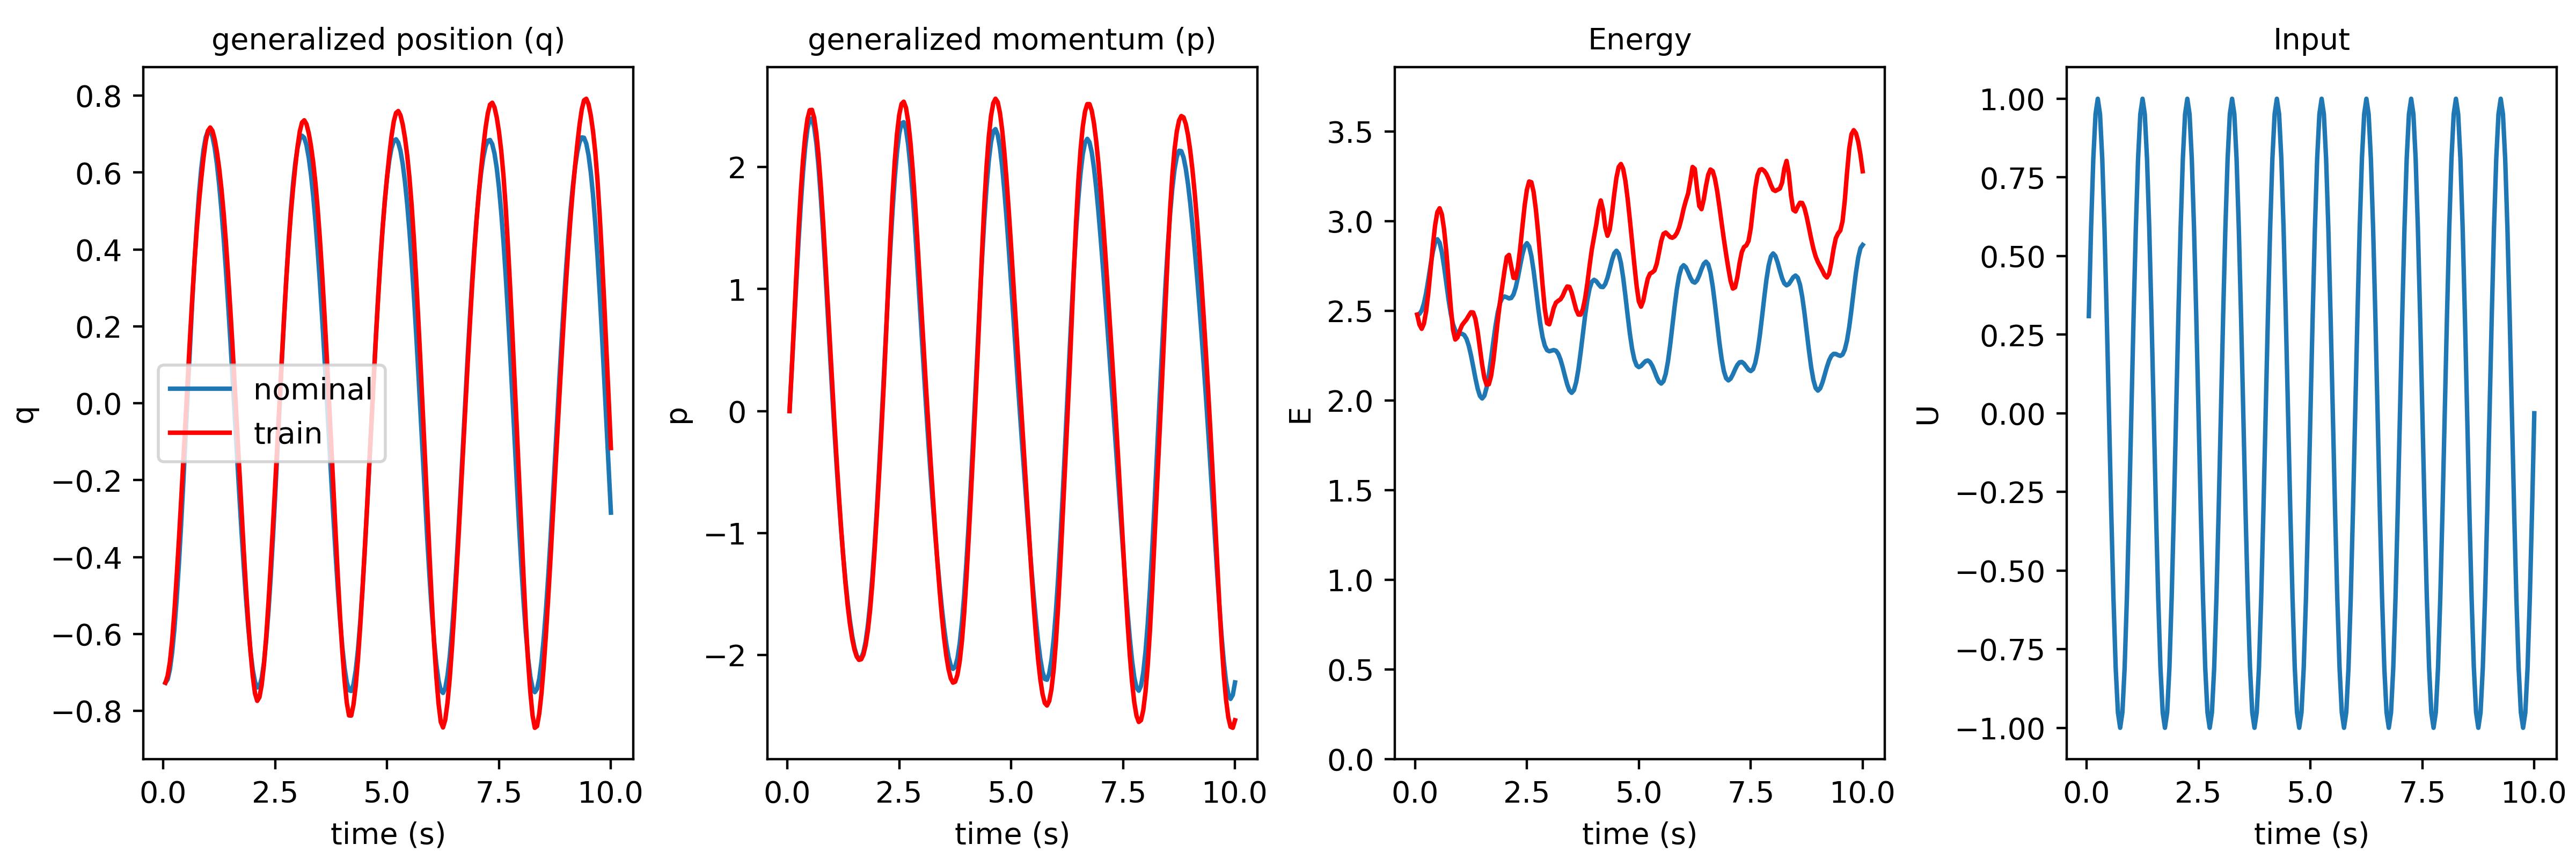 generalized position (q)
q
0.8
0.6
0.4
0.2
0.0
−0.2
−0.4
−0.6
−0.8
nominal
train
0.0 2.5 5.0 7.5 10.0
time (s)
generalized momentum (p)
p
2
1
0
−1
−2
0.0 2.5 5.0 7.5 10.0
time (s)
Energy
E
3.5
3.0
2.5
2.0
1.5
1.0
0.5
0.0
0.0 2.5 5.0 7.5 10.0
time (s)
Input
U
1.00
0.75
0.50
0.25
0.00
−0.25
−0.50
−0.75
−1.00
0.0 2.5 5.0 7.5 10.0
time (s)